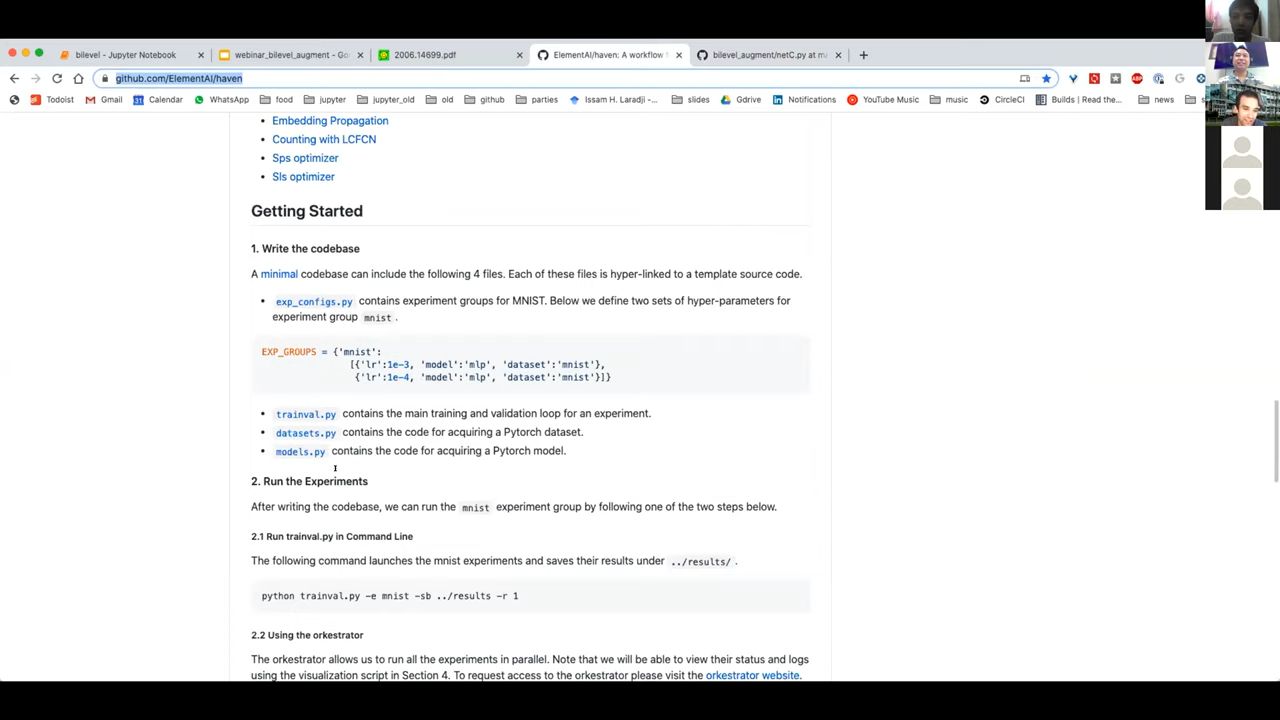 bilevel - Jupyter Notebook
webinar_bilevel_augment - Go
2006.14699.pdf
ElementAI/haven: A workflow
bilevel_augment/netC.py at m
github.com/ElementAI/haven
Todoist
Gmail
Calendar
WhatsApp
food
jupyter
jupyter_old
old
github
parties
Issam H. Laradji -...
slides
Gdrive
Notifications
YouTube Music
music
CircleCI
Builds | Read the...
news
Embedding Propagation
Counting with LCFCN
Sps optimizer
Sls optimizer
Getting Started
1. Write the codebase
A minimal codebase can include the following 4 files. Each of these files is hyper-linked to a template source code.
exp_configs.py contains experiment groups for MNIST. Below we define two sets of hyper-parameters for
experiment group mnist .
EXP_GROUPS = {'mnist':
[{'lr':1e-3, 'model':'mlp', 'dataset':'mnist'},
{'lr':1e-4, 'model':'mlp', 'dataset':'mnist'}]}
trainval.py contains the main training and validation loop for an experiment.
datasets.py contains the code for acquiring a Pytorch dataset.
models.py contains the code for acquiring a Pytorch model.
2. Run the Experiments
After writing the codebase, we can run the mnist experiment group by following one of the two steps below.
2.1 Run trainval.py in Command Line
The following command launches the mnist experiments and saves their results under ../results/ .
python trainval.py -e mnist -sb ../results -r 1
2.2 Using the orkestrator
The orkestrator allows us to run all the experiments in parallel. Note that we will be able to view their status and logs
using the visualization script in Section 4. To request access to the orkestrator please visit the orkestrator website.